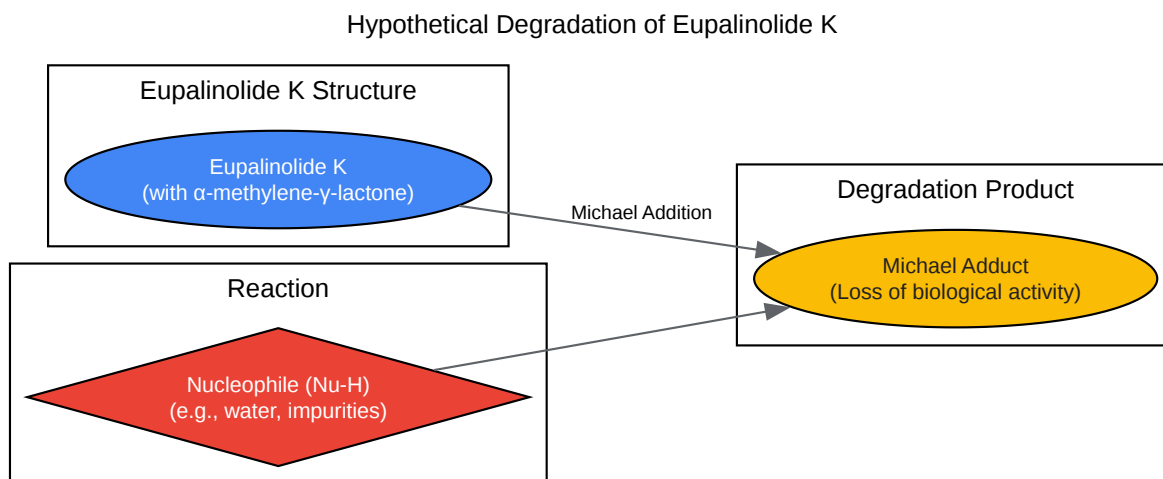 Hypothetical Degradation of Eupalinolide K
Eupalinolide K Structure
Eupalinolide K
(with α-methylene-γ-lactone)
Michael Addition
Degradation Product
Michael Adduct
(Loss of biological activity)
Reaction
Nucleophile (Nu-H)
(e.g., water, impurities)